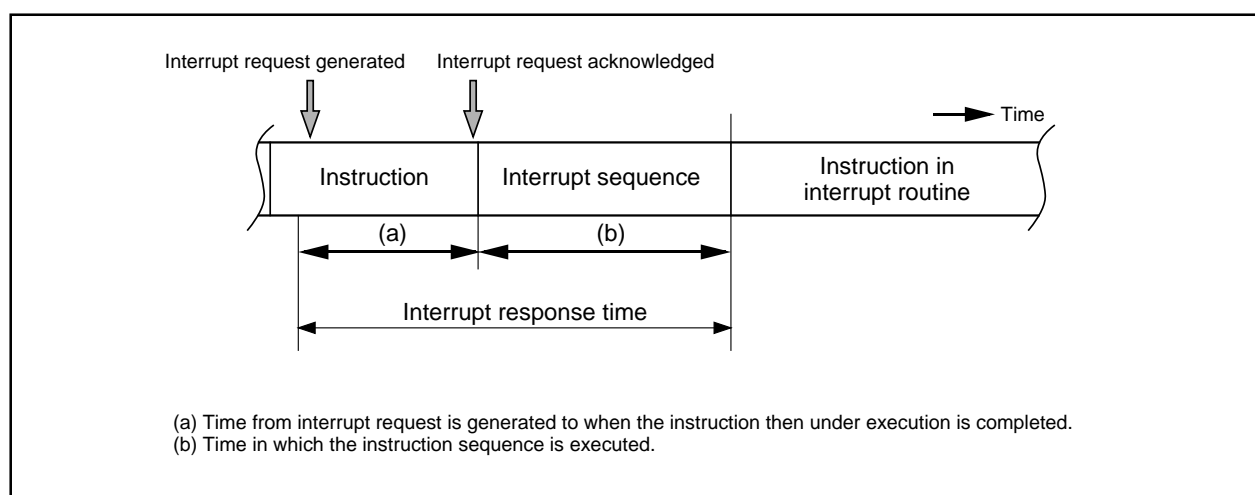 Interrupt request generated
Interrupt request acknowledged
Time
Instruction
Interrupt sequence
Instruction in
interrupt routine
(a)
(b)
Interrupt response time
(a) Time from interrupt request is generated to when the instruction then under execution is completed.
(b) Time in which the instruction sequence is executed.